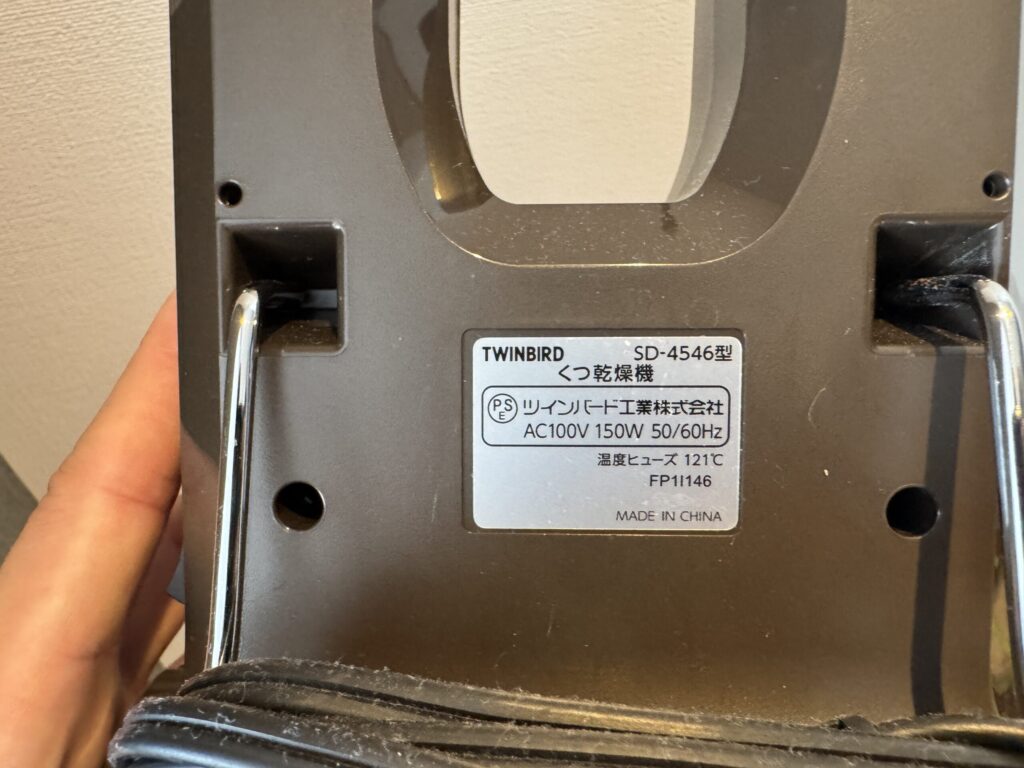 TWINBIRD SD-4546型
くつ乾燥機
PSE ツインバード工業株式会社
AC100V 150W 50/60Hz
温度ヒューズ 121℃
FP1I146
MADE IN CHINA